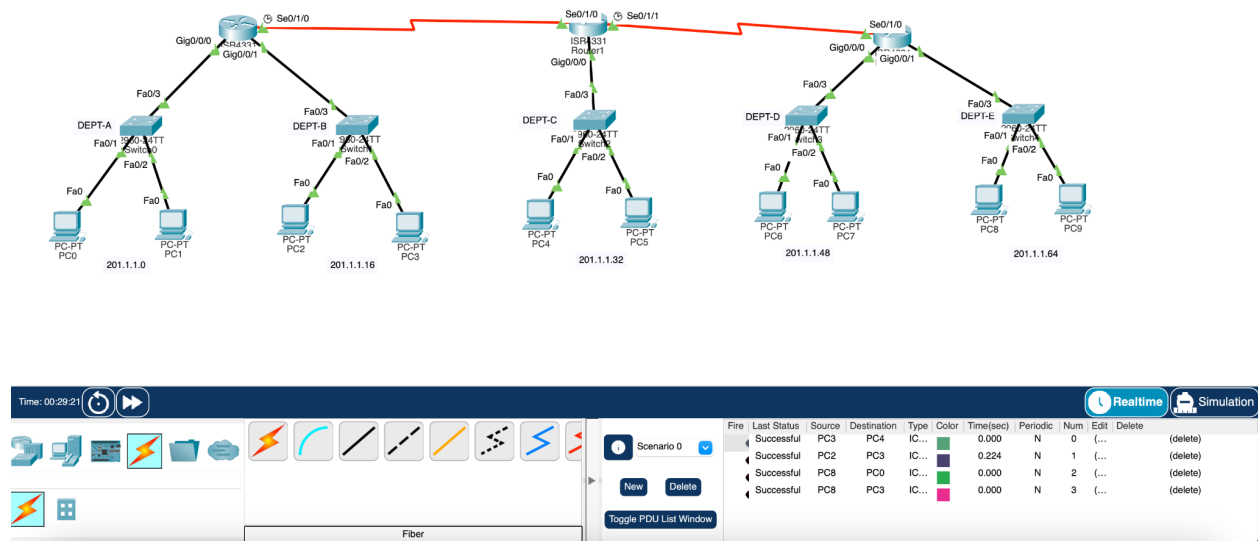 Se0/1/0
Se0/1/0
Se0/1/1
Se0/1/0
Gig0/0/0
ISR4331
Gig0/0/1
ISR4331
Router1
Gig0/0/0
Gig0/0/0
Gig0/0/1
Fa0/3
Fa0/3
Fa0/3
Fa0/3
Fa0/3
DEPT-A
DEPT-B
DEPT-C
DEPT-D
DEPT-E
Fa0/1
Fa0/2
Fa0/1
Fa0/2
Fa0/1
Fa0/2
Fa0/1
Fa0/2
Fa0/1
Fa0/2
Fa0
Fa0
Fa0
Fa0
Fa0
Fa0
Fa0
Fa0
Fa0
Fa0
PC-PT
PC0
PC-PT
PC1
PC-PT
PC2
PC-PT
PC3
PC-PT
PC4
PC-PT
PC5
PC-PT
PC6
PC-PT
PC7
PC-PT
PC8
PC-PT
PC9
201.1.1.0
201.1.1.16
201.1.1.32
201.1.1.48
201.1.1.64
Time: 00:29:21
Realtime
Simulation
Scenario 0
New
Delete
Toggle PDU List Window
Fiber
Fire Last Status Source Destination Type Color Time(sec) Periodic Num Edit Delete
Successful PC3 PC4 IC... 0.000 N 0 (... (delete)
Successful PC2 PC3 IC... 0.224 N 1 (... (delete)
Successful PC8 PC0 IC... 0.000 N 2 (... (delete)
Successful PC8 PC3 IC... 0.000 N 3 (... (delete)